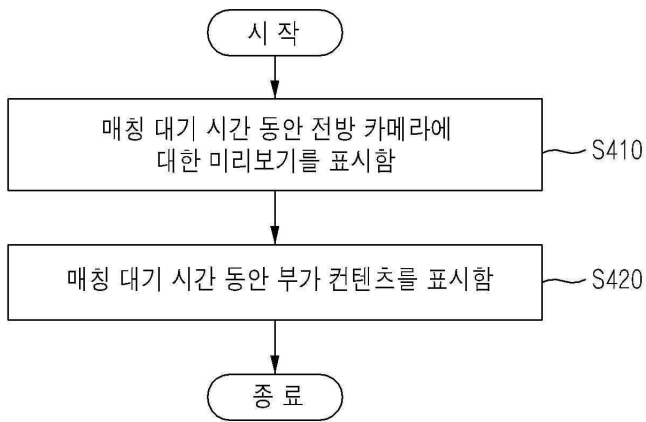 시 작
매칭 대기 시간 동안 전방 카메라에
대한 미리보기를 표시함
S410
매칭 대기 시간 동안 부가 컨텐츠를 표시함
S420
종 료